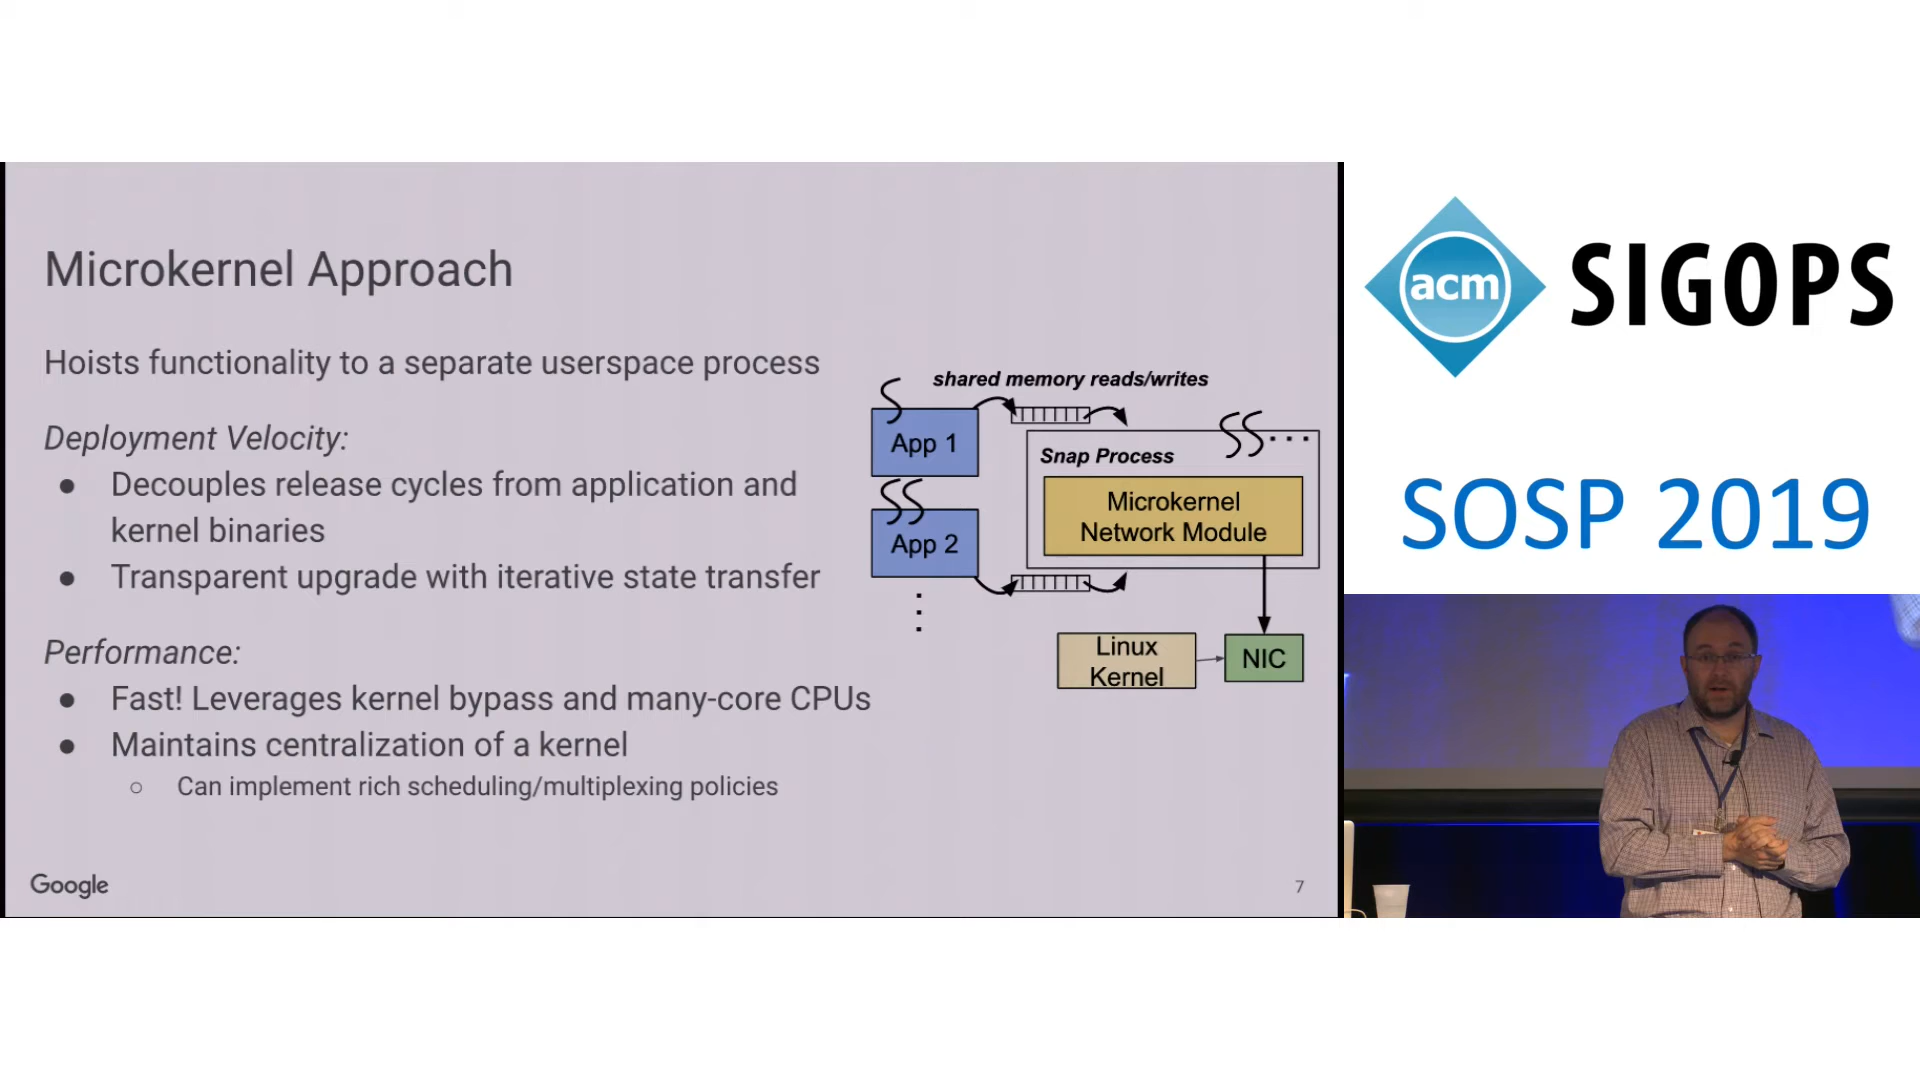 Microkernel Approach
Hoists functionality to a separate userspace process
Deployment Velocity:
● Decouples release cycles from application and
kernel binaries
● Transparent upgrade with iterative state transfer
Performance:
● Fast! Leverages kernel bypass and many-core CPUs
● Maintains centralization of a kernel
○ Can implement rich scheduling/multiplexing policies
shared memory reads/writes
App 1
Snap Process
Microkernel
Network Module
App 2
Linux
Kernel
NIC
Google
7
acm SIGOPS
SOSP 2019